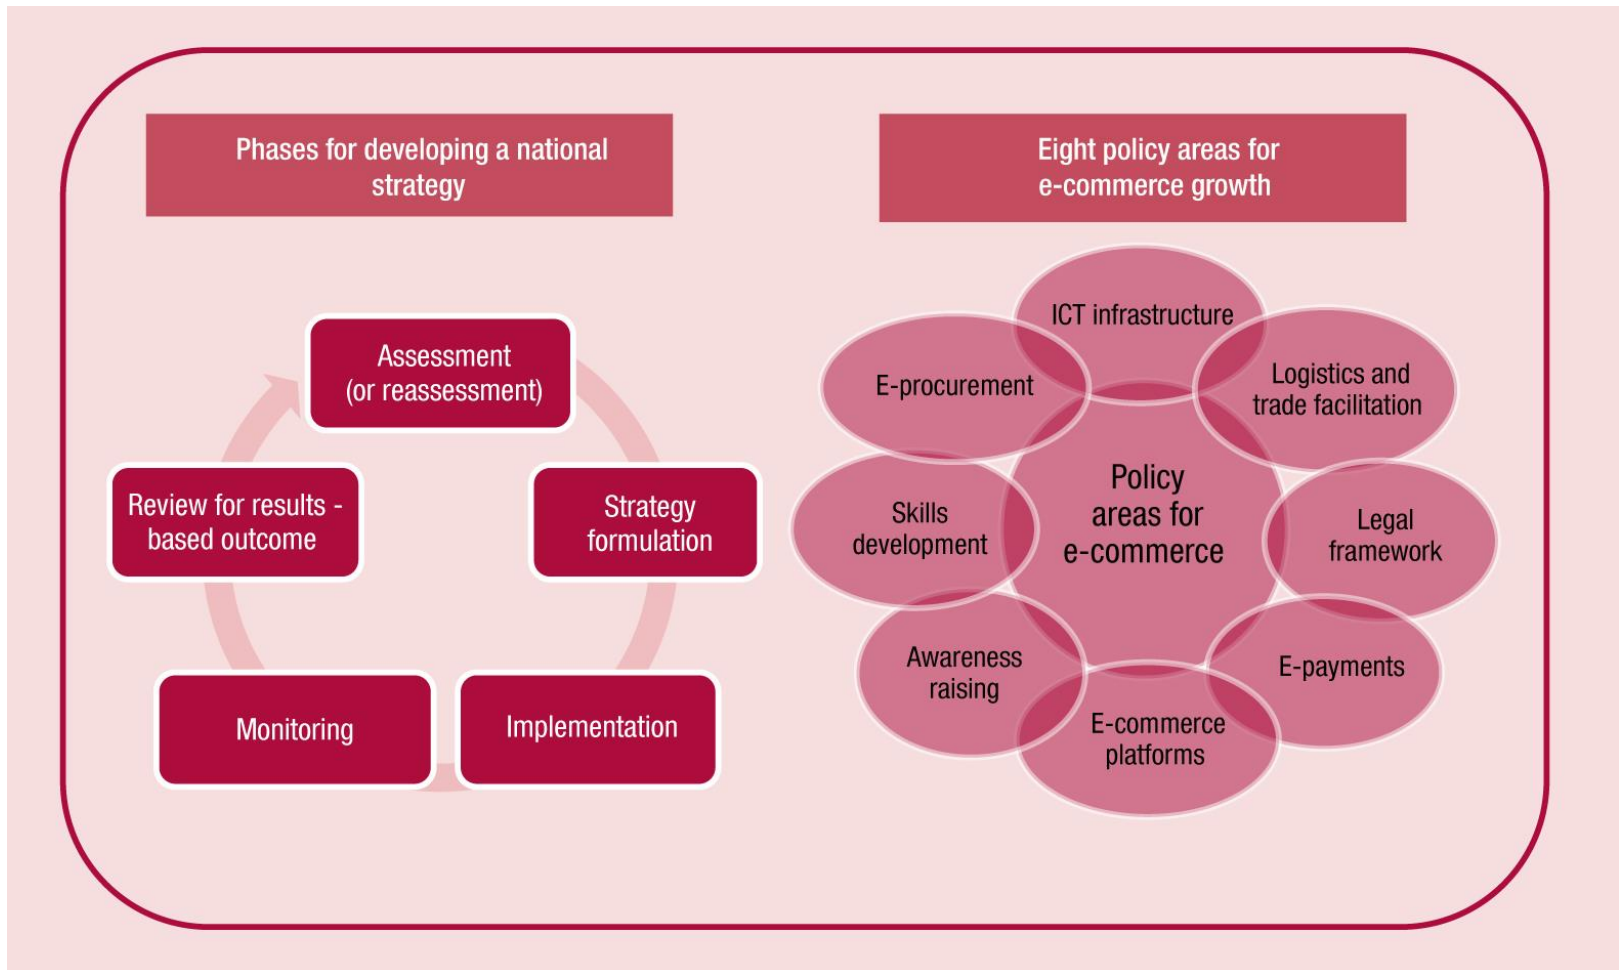 Phases for developing a national
strategy
Assessment
(or reassessment)
Strategy
formulation
Implementation
Monitoring
Review for results -
based outcome
Eight policy areas for
e-commerce growth
ICT infrastructure
Logistics and
trade facilitation
Legal
framework
E-payments
E-commerce
platforms
Awareness
raising
Skills
development
E-procurement
Policy
areas for
e-commerce